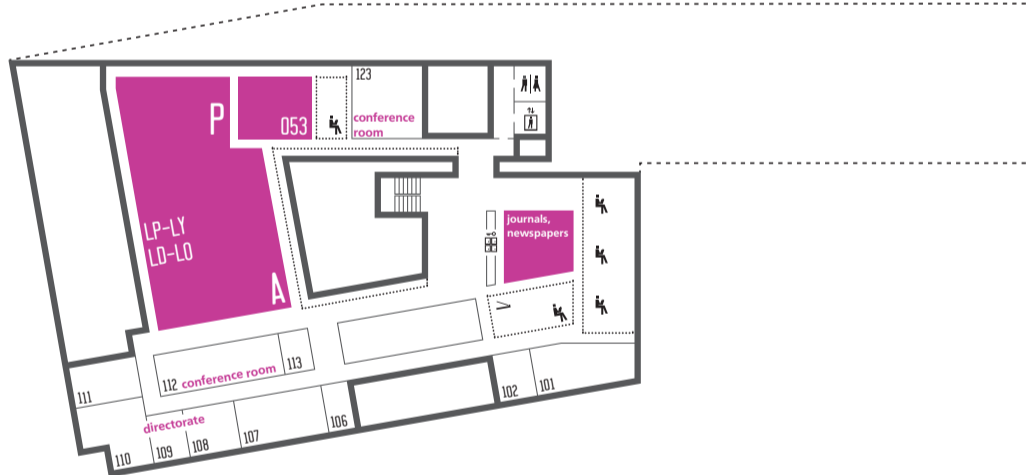 123
P
053
conference
room
journals,
newspapers
LP-LY
LD-LO
A
112 conference room 113
111
102
101
directorate
106
107
108
109
110